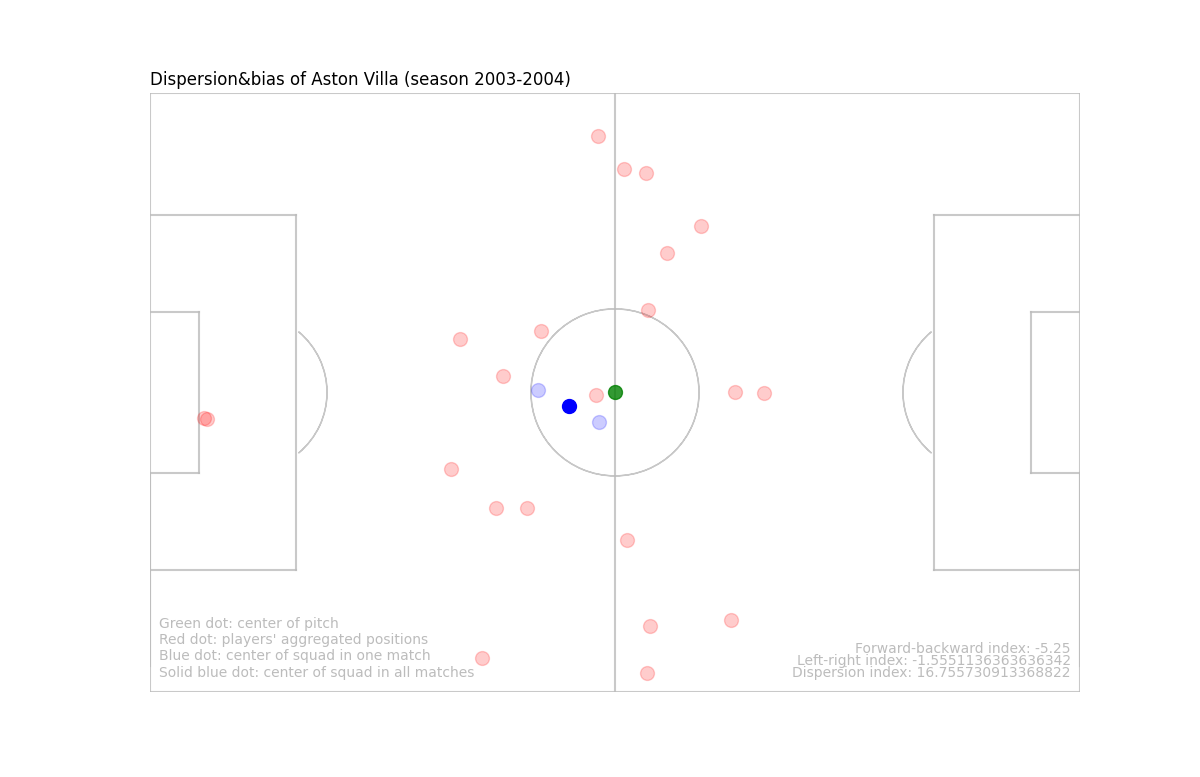 Dispersion&bias of Aston Villa (season 2003-2004)
Green dot: center of pitch
Red dot: players' aggregated positions
Blue dot: center of squad in one match
Solid blue dot: center of squad in all matches
Forward-backward index: -5.25
Left-right index: -1.5551136363636342
Dispersion index: 16.755730913368822